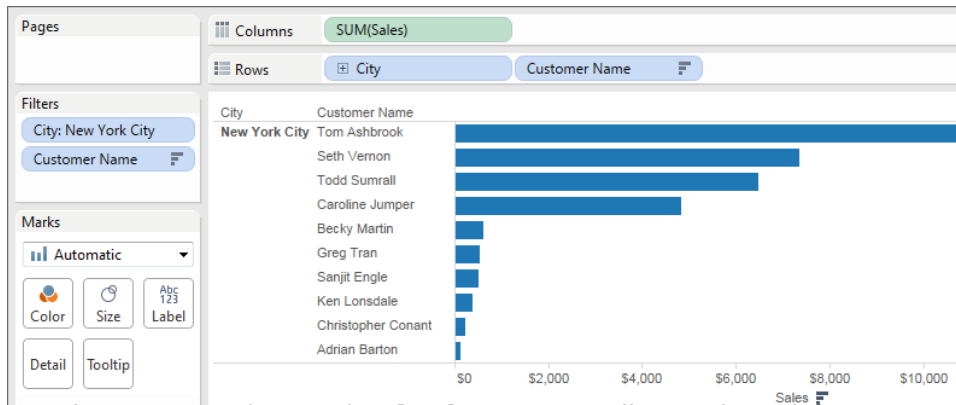 Pages
Columns
SUM(Sales)
Rows
City
Customer Name
Filters
City: New York City
Customer Name
Marks
Automatic
Color
Size
Abc
123
Label
Detail
Tooltip
City Customer Name
New York City Tom Ashbrook
Seth Vernon
Todd Sumrall
Caroline Jumper
Becky Martin
Greg Tran
Sanjit Engle
Ken Lonsdale
Christopher Conant
Adrian Barton
$0 $2,000 $4,000 $6,000 $8,000 $10,000
Sales